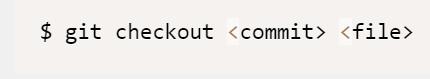 $ git checkout <commit> <file>